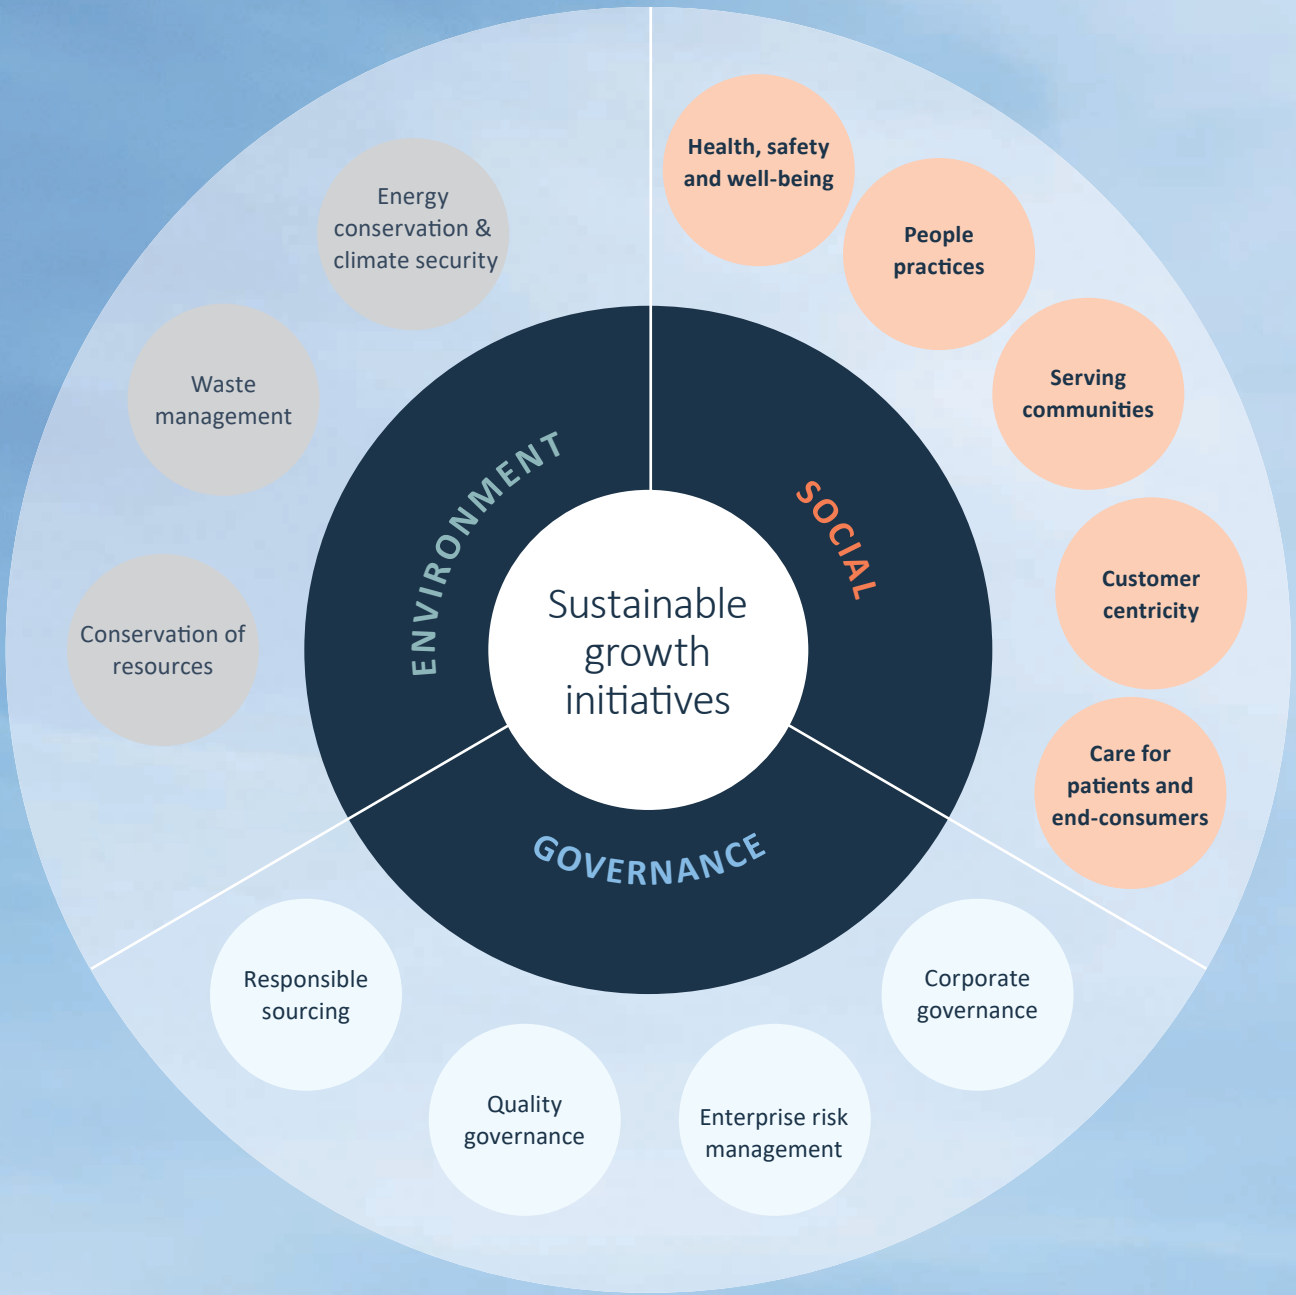 Sustainable
growth
initiatives
ENVIRONMENT
Energy
conservation &
climate security
Waste
management
Conservation of
resources
SOCIAL
Health, safety
and well-being
People
practices
Serving
communities
Customer
centricity
Care for
patients and
end-consumers
GOVERNANCE
Responsible
sourcing
Quality
governance
Enterprise risk
management
Corporate
governance